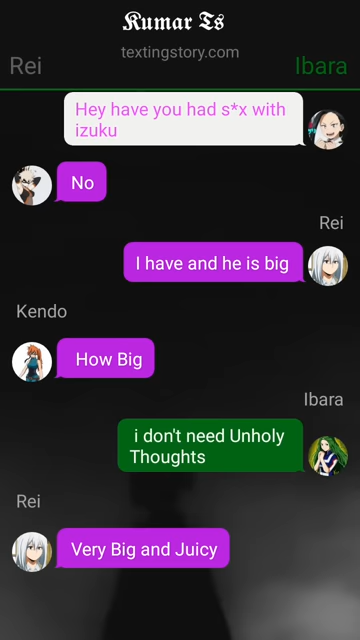 Kumar Ts
textingstory.com
Rei
Ibara
Hey have you had s*x with
izuku
No
Rei
I have and he is big
Kendo
How Big
Ibara
i don't need Unholy
Thoughts
Rei
Very Big and Juicy